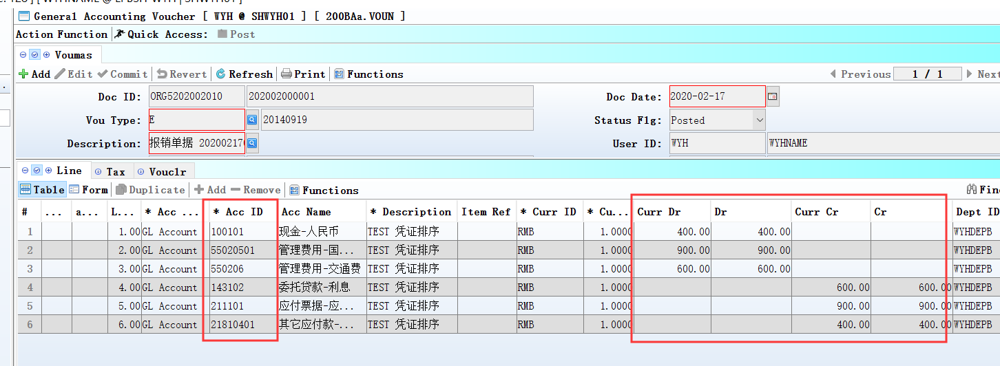 General Accounting Voucher [ WYH @ SHWYH01 ] [ 200BAa.VOUN ]
Action Function Quick Access: Post
Voumas
Add Edit Commit Revert Refresh Print Functions Previous 1 / 1 Next
Doc ID: ORG5202002010 202002000001 Doc Date: 2020-02-17
Vou Type: E 20140919 Status Flg: Posted
Description: 报销单据 2020021 User ID: WYH WYHNAME
Line Tax Vouclr
Table Form Duplicate Add Remove Functions Fin
# ... a... L... * Acc ... * Acc ID Acc Name * Description Item Ref * Curr ID * Cu... Curr Dr Dr Curr Cr Cr Dept ID
1 1.00 GL Account 100101 现金-人民币 TEST 凭证排序 RMB 1.0000 400.00 400.00 WYHDEPB
2 2.00 GL Account 55020501 管理费用-国... TEST 凭证排序 RMB 1.0000 900.00 900.00 WYHDEPB
3 3.00 GL Account 550206 管理费用-交通费 TEST 凭证排序 RMB 1.0000 600.00 600.00 WYHDEPB
4 4.00 GL Account 143102 委托贷款-利息 TEST 凭证排序 RMB 1.0000 600.00 600.00 WYHDEPB
5 5.00 GL Account 211101 应付票据-应... TEST 凭证排序 RMB 1.0000 900.00 900.00 WYHDEPB
6 6.00 GL Account 21810401 其它应付款-... TEST 凭证排序 RMB 1.0000 400.00 400.00 WYHDEPB